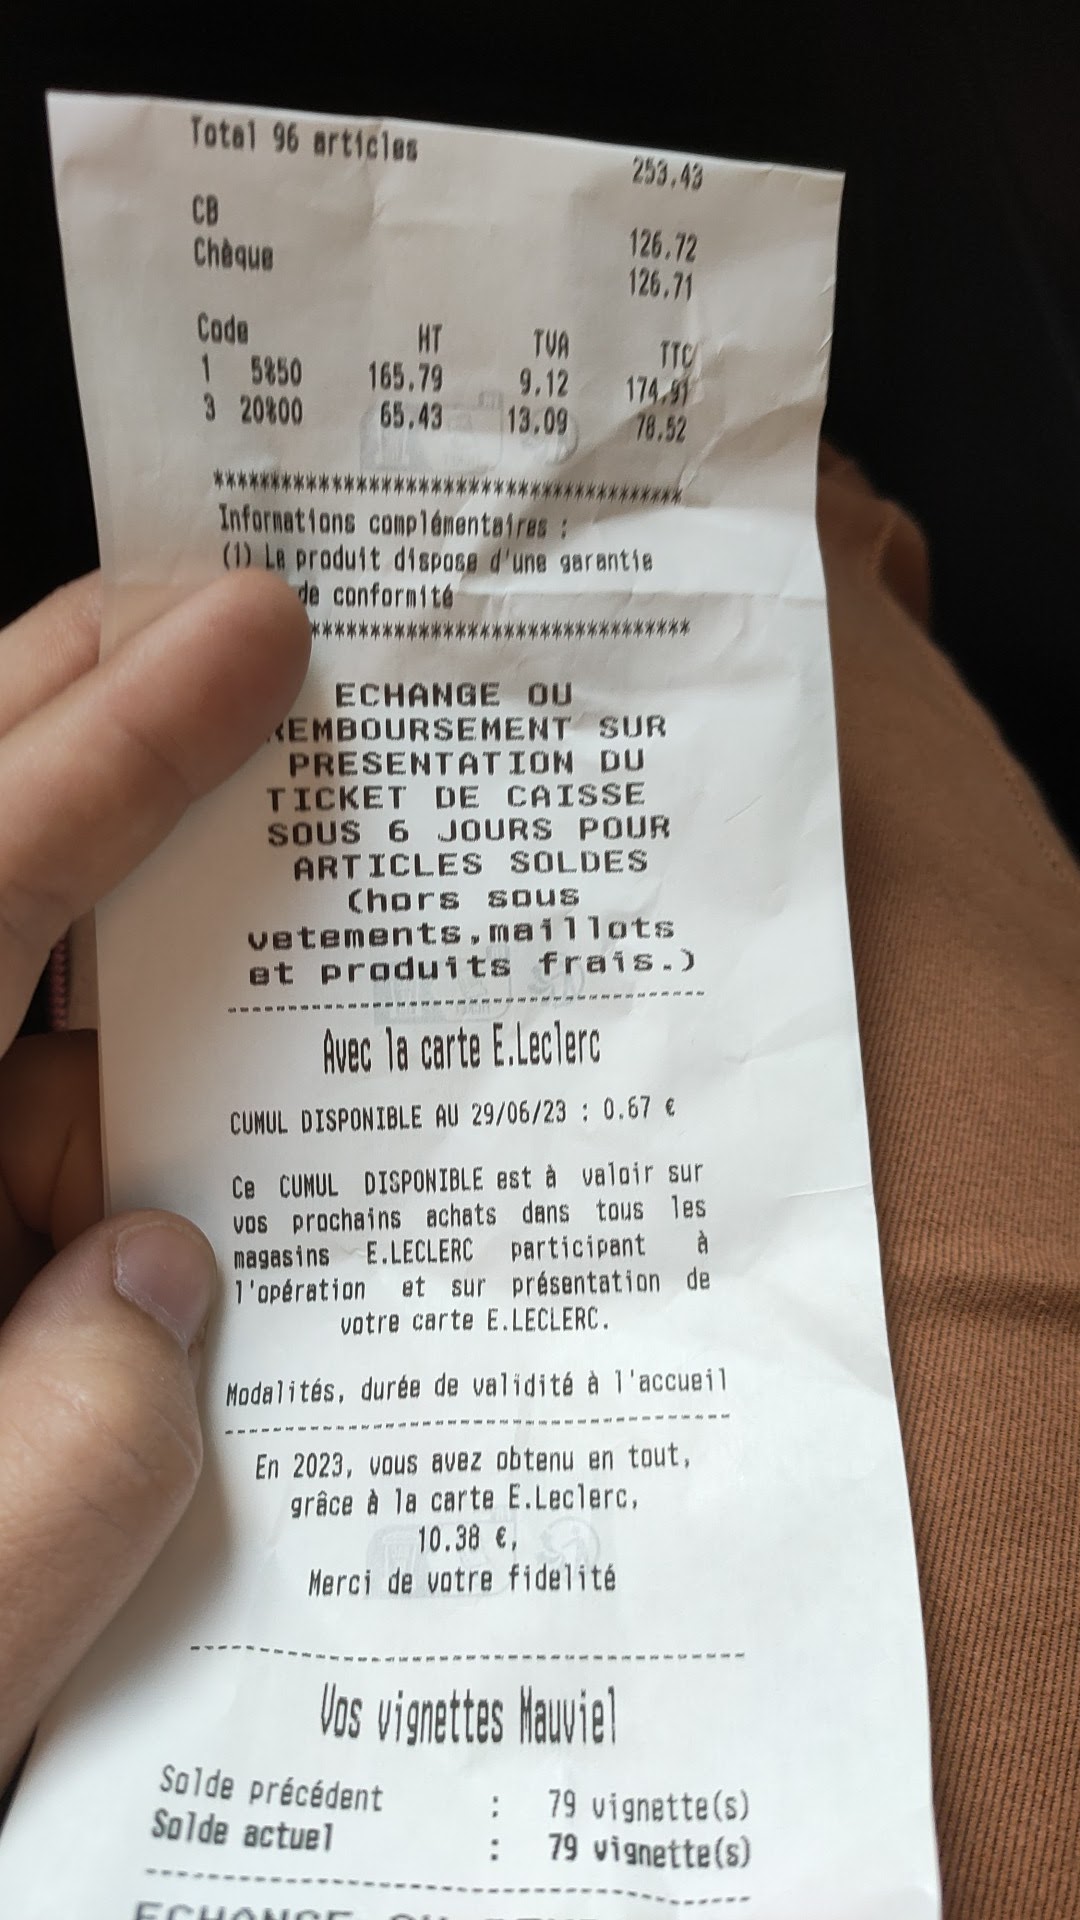 Total 96 articles 253.43
CB 126.72
Chèque 126.71
Code HT TVA TTC
1 5%50 165.79 9.12 174.91
3 20%00 65.43 13.09 78.52
****************************************
Informations complémentaires :
(1) Le produit dispose d'une garantie
de conformité
********************************
ECHANGE OU
REMBOURSEMENT SUR
PRESENTATION DU
TICKET DE CAISSE
SOUS 6 JOURS POUR
ARTICLES SOLDES
(hors sous
vetements,maillots
et produits frais.)
----------------------------------------
Avec la carte E.Leclerc
CUMUL DISPONIBLE AU 29/06/23 : 0.67 €
Ce CUMUL DISPONIBLE est à valoir sur
vos prochains achats dans tous les
magasins E.LECLERC participant à
l'opération et sur présentation de
votre carte E.LECLERC.
Modalités, durée de validité à l'accueil
----------------------------------------
En 2023, vous avez obtenu en tout,
grâce à la carte E.Leclerc,
10.38 €,
Merci de votre fidelité
----------------------------------------
Vos vignettes Mauviel
Solde précédent : 79 vignette(s)
Solde actuel : 79 vignette(s)
----------------------------------------
ECHANGE OU